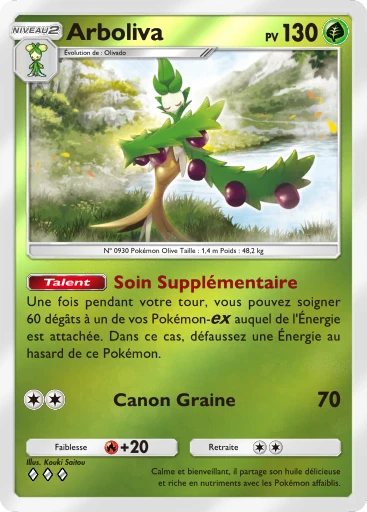 NIVEAU 2
Arboliva
PV 130
Évolution de : Olivado
N° 0930 Pokémon Olive Taille : 1,4 m Poids : 48,2 kg
Talent Soin Supplémentaire
Une fois pendant votre tour, vous pouvez soigner
60 dégâts à un de vos Pokémon-ex auquel de l'Énergie
est attachée. Dans ce cas, défaussez une Énergie au
hasard de ce Pokémon.
Canon Graine 70
Faiblesse +20 Retraite
Illus. Kouki Saitou
Calme et bienveillant, il partage son huile délicieuse
et riche en nutriments avec les Pokémon affaiblis.